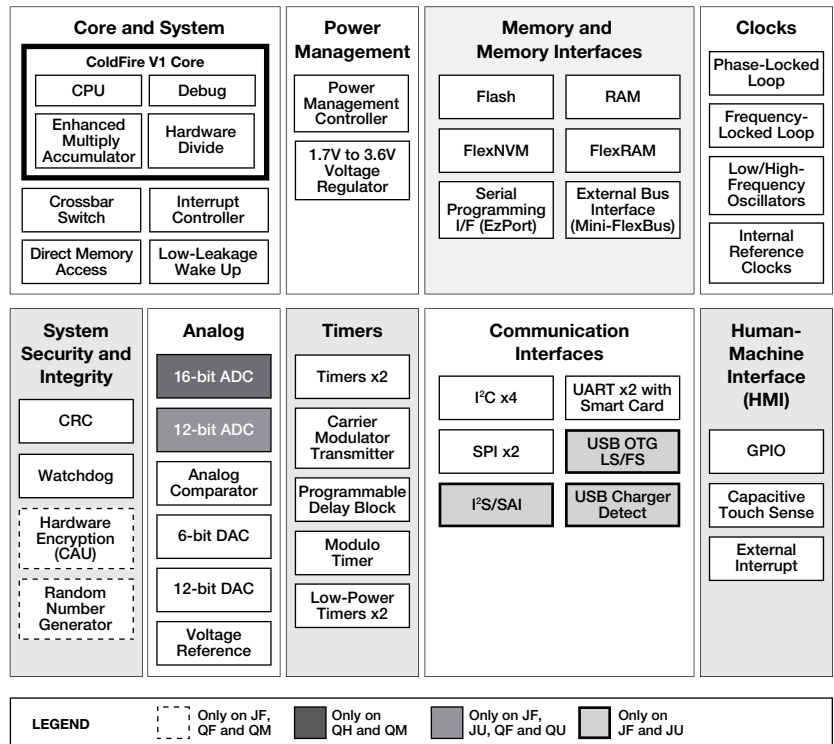 Core and System
ColdFire V1 Core
CPU
Debug
Enhanced
Multiply
Accumulator
Hardware
Divide
Crossbar
Switch
Interrupt
Controller
Direct Memory
Access
Low-Leakage
Wake Up
Power
Management
Power
Management
Controller
1.7V to 3.6V
Voltage
Regulator
Memory and
Memory Interfaces
Flash
RAM
FlexNVM
FlexRAM
Serial
Programming
I/F (EzPort)
External Bus
Interface
(Mini-FlexBus)
Clocks
Phase-Locked
Loop
Frequency-
Locked Loop
Low/High-
Frequency
Oscillators
Internal
Reference
Clocks
System
Security and
Integrity
CRC
Watchdog
Hardware
Encryption
(CAU)
Random
Number
Generator
Analog
16-bit ADC
12-bit ADC
Analog
Comparator
6-bit DAC
12-bit DAC
Voltage
Reference
Timers
Timers x2
Carrier
Modulator
Transmitter
Programmable
Delay Block
Modulo
Timer
Low-Power
Timers x2
Communication
Interfaces
I²C x4
UART x2 with
Smart Card
SPI x2
USB OTG
LS/FS
I²S/SAI
USB Charger
Detect
Human-
Machine
Interface
(HMI)
GPIO
Capacitive
Touch Sense
External
Interrupt
LEGEND
Only on JF,
QF and QM
Only on
QH and QM
Only on JF,
JU, QF and QU
Only on
JF and JU